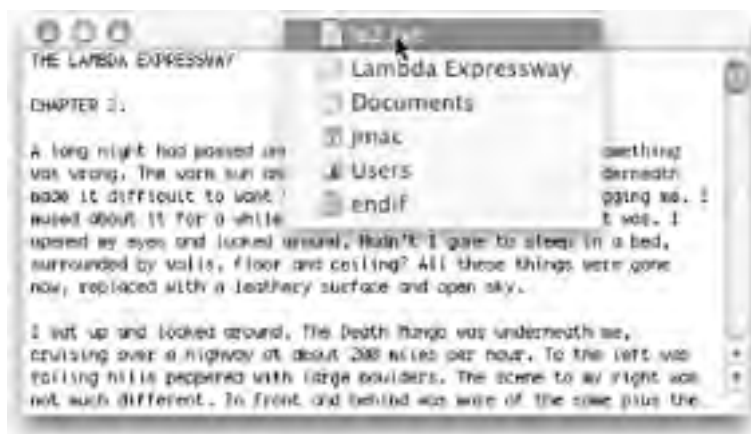 THE LAMBDA EXPRESSWAY
Lambda Expressway
CHAPTER
Documents
jmac
A long night had passed
something
was wrong. The warm sun
Users
underneath
made it difficult to want
endif
me. I
mused about it for a while
was. I
opened my eyes and looked around. Hadn't I gone to sleep in a bed,
surrounded by walls, floor and ceiling? All these things were gone
now, replaced with a leathery surface and open sky.
I sat up and looked around. The Death Mango was underneath me,
cruising over a highway at about 200 miles per hour. To the left was
rolling hills peppered with large boulders. The scene to my right was
not much different. In front and behind was more of the same plus the